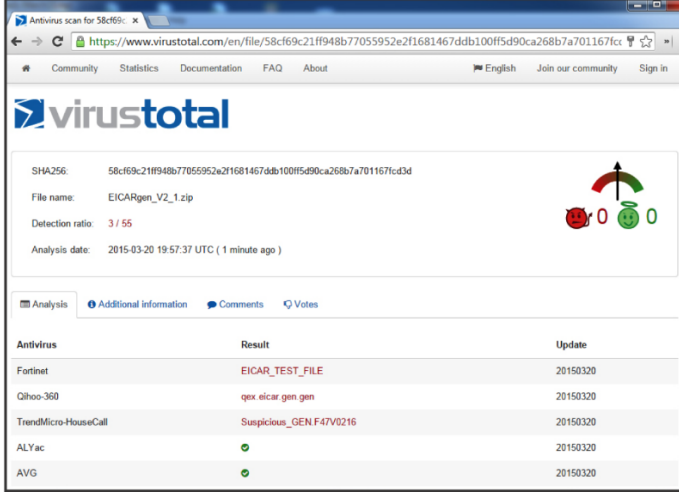 Antivirus scan for 58cf69c
https://www.virustotal.com/en/file/58cf69c21ff948b77055952e2f1681467ddb100ff5d90ca268b7a701167fcc
Community Statistics Documentation FAQ About English Join our community Sign in
virustotal
SHA256: 58cf69c21ff948b77055952e2f1681467ddb100ff5d90ca268b7a701167fcd3d
File name: EICARgen_V2_1.zip
Detection ratio: 3 / 55
0 0
Analysis date: 2015-03-20 19:57:37 UTC ( 1 minute ago )
Analysis Additional information Comments Votes
Antivirus Result Update
Fortinet EICAR_TEST_FILE 20150320
Qihoo-360 qex.eicar.gen.gen 20150320
TrendMicro-HouseCall Suspicious_GEN.F47V0216 20150320
ALYac 20150320
AVG 20150320